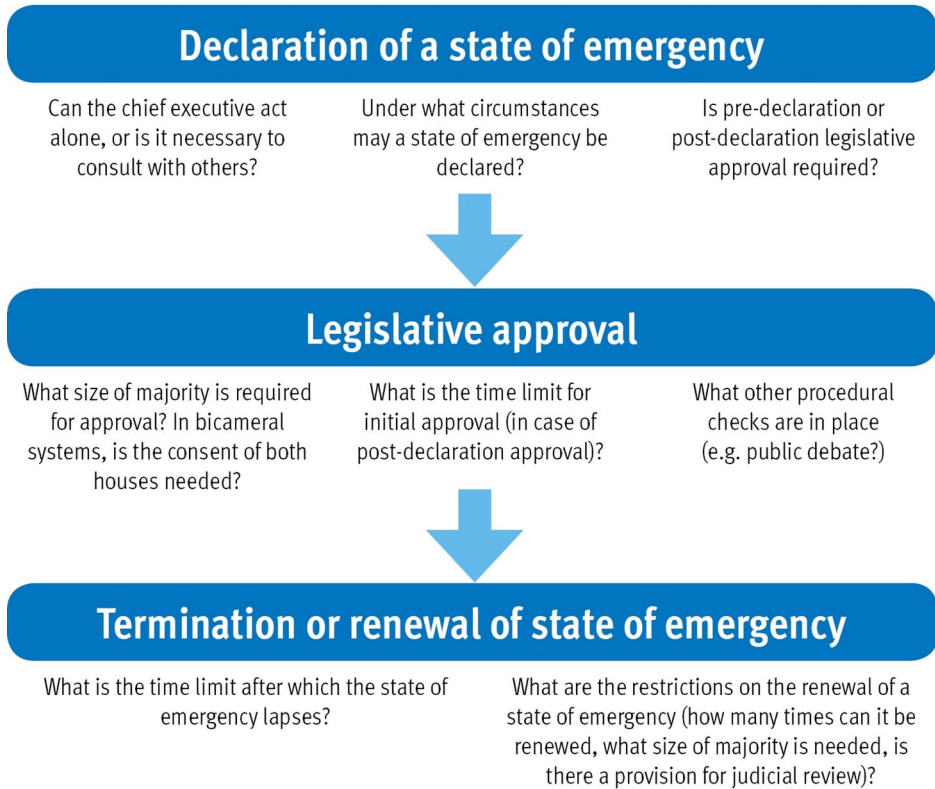 Declaration of a state of emergency
Can the chief executive act
alone, or is it necessary to
consult with others?
Under what circumstances
may a state of emergency be
declared?
Is pre-declaration or
post-declaration legislative
approval required?
Legislative approval
What size of majority is required
for approval? In bicameral
systems, is the consent of both
houses needed?
What is the time limit for
initial approval (in case of
post-declaration approval)?
What other procedural
checks are in place
(e.g. public debate?)
Termination or renewal of state of emergency
What is the time limit after which the state of
emergency lapses?
What are the restrictions on the renewal of a
state of emergency (how many times can it be
renewed, what size of majority is needed, is
there a provision for judicial review)?